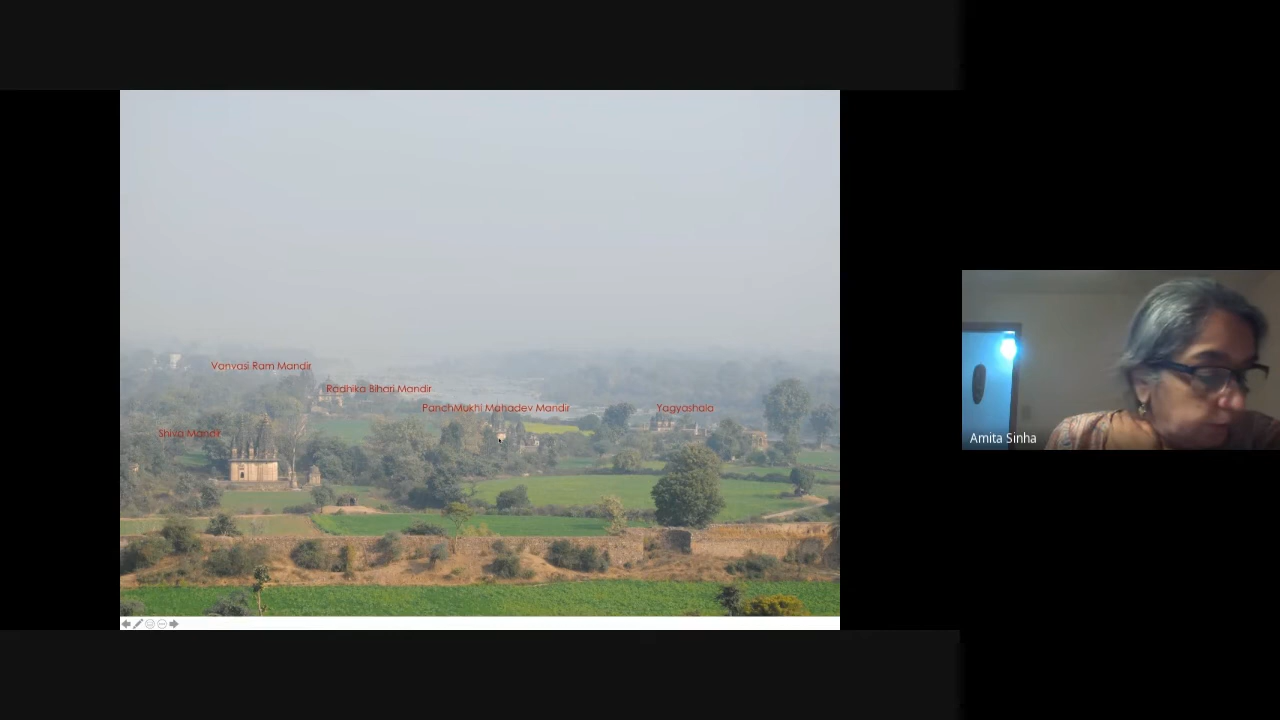 Vanvasi Ram Mandir
Radhika Bihari Mandir
PanchMukhi Mahadev Mandir
Yagyashala
Shiva Mandir
Amita Sinha